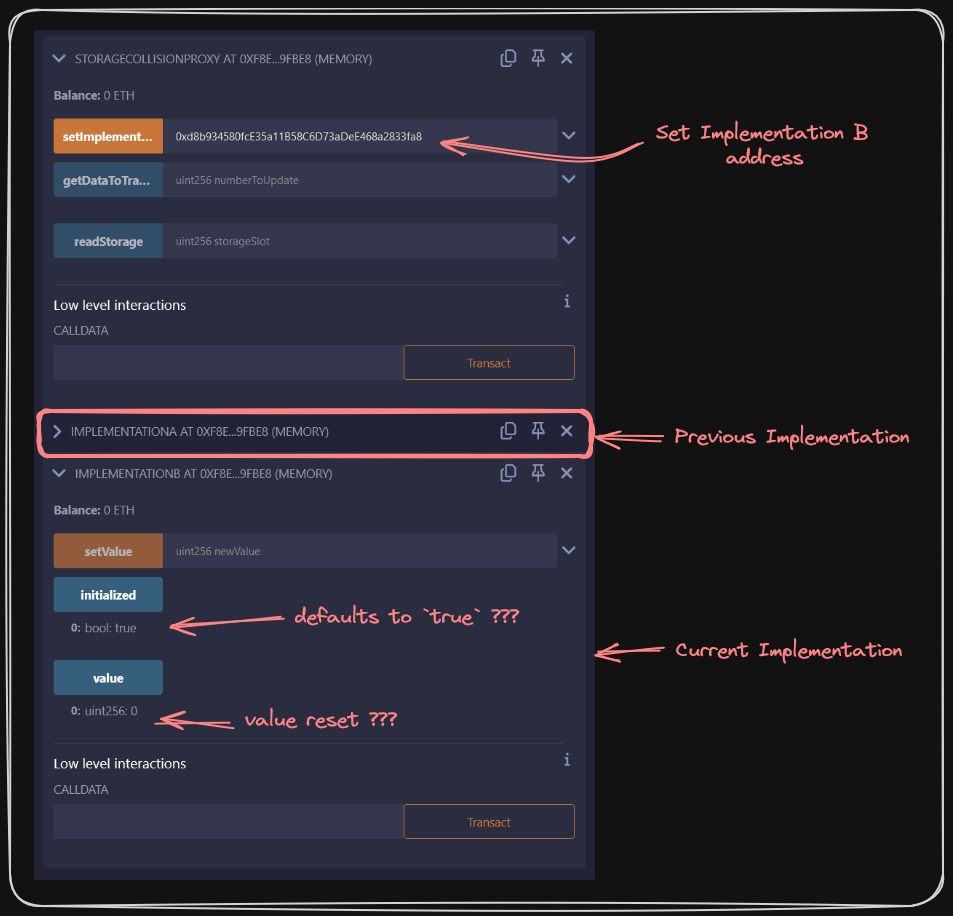 STORAGECOLLISIONPROXY AT 0XF8E...9FBE8 (MEMORY)
Balance: 0 ETH
setImplement...
0xd8b934580fcE35a11B58C6D73aDeE468a2833fa8
Set Implementation B
address
getDataToTra...
uint256 numberToUpdate
readStorage
uint256 storageSlot
Low level interactions
i
CALLDATA
Transact
IMPLEMENTATIONA AT 0XF8E...9FBE8 (MEMORY)
Previous Implementation
IMPLEMENTATIONB AT 0XF8E...9FBE8 (MEMORY)
Balance: 0 ETH
setValue
uint256 newValue
initialized
defaults to `true` ???
0: bool: true
Current Implementation
value
0: uint256: 0
value reset ???
Low level interactions
i
CALLDATA
Transact